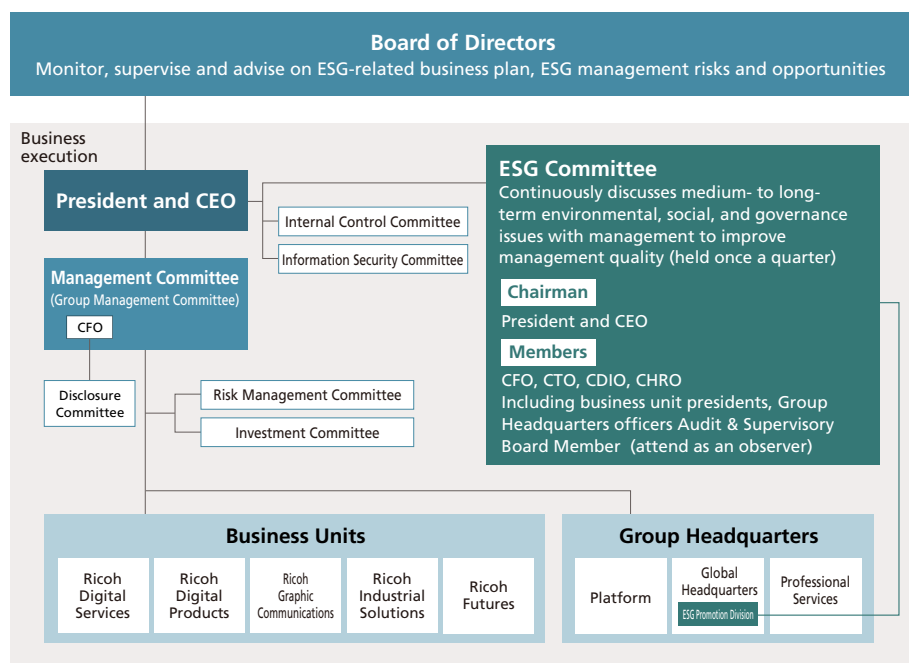 Board of Directors
Monitor, supervise and advise on ESG-related business plan, ESG management risks and opportunities
Business
execution
President and CEO
Internal Control Committee
Information Security Committee
Management Committee
(Group Management Committee)
CFO
Disclosure
Committee
Risk Management Committee
Investment Committee
ESG Committee
Continuously discusses medium- to long-
term environmental, social, and governance
issues with management to improve
management quality (held once a quarter)
Chairman
President and CEO
Members
CFO, CTO, CDIO, CHRO
Including business unit presidents, Group
Headquarters officers Audit & Supervisory
Board Member (attend as an observer)
Business Units
Ricoh
Digital
Services
Ricoh
Digital
Products
Ricoh
Graphic
Communications
Ricoh
Industrial
Solutions
Ricoh
Futures
Group Headquarters
Platform
Global
Headquarters
ESG Promotion Division
Professional
Services